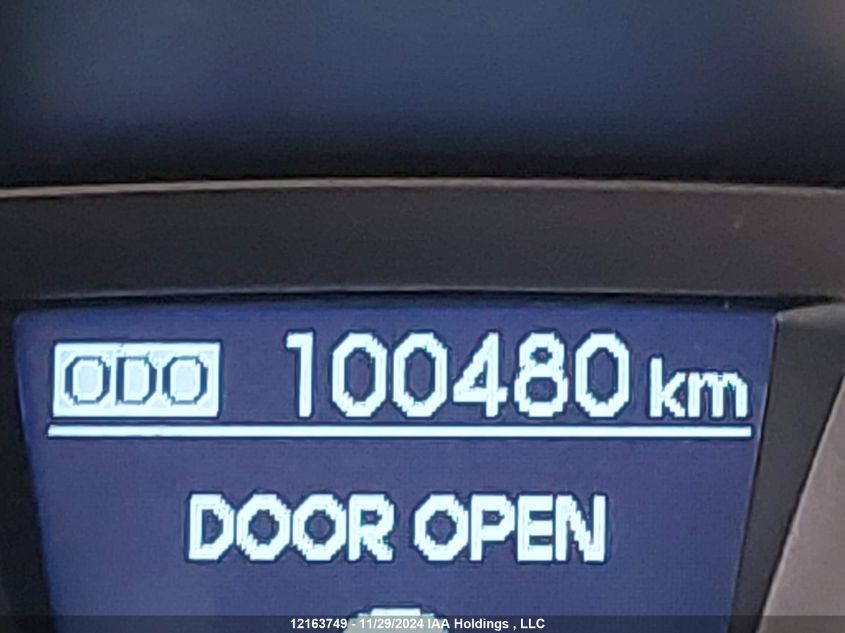 ODO 100480 km
DOOR OPEN
12163749 - 11/29/2024 IAA Holdings , LLC